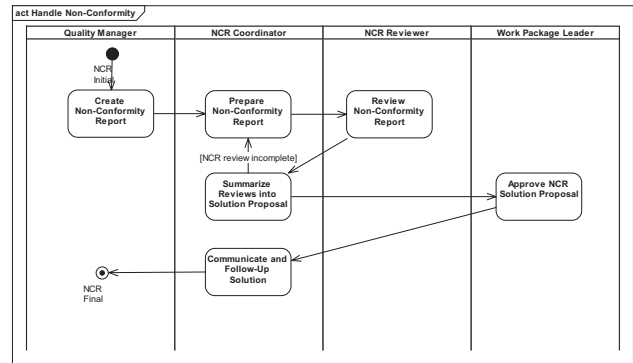 act Handle Non-Conformity
Quality Manager
NCR Coordinator
NCR Reviewer
Work Package Leader
NCR
Initial
Create
Non-Conformity
Report
Prepare
Non-Conformity
Report
Review
Non-Conformity
Report
[NCR review incomplete]
Summarize
Reviews into
Solution Proposal
Approve NCR
Solution Proposal
Communicate and
Follow-Up
Solution
NCR
Final